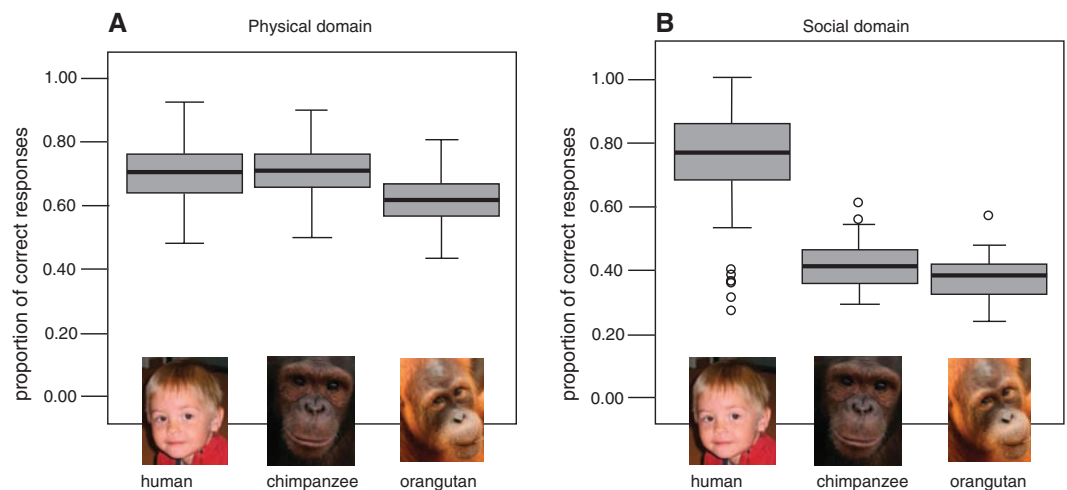 A
Physical domain
proportion of correct responses
1.00
0.80
0.60
0.40
0.20
0.00
human
chimpanzee
orangutan
B
Social domain
proportion of correct responses
1.00
0.80
0.60
0.40
0.20
0.00
human
chimpanzee
orangutan